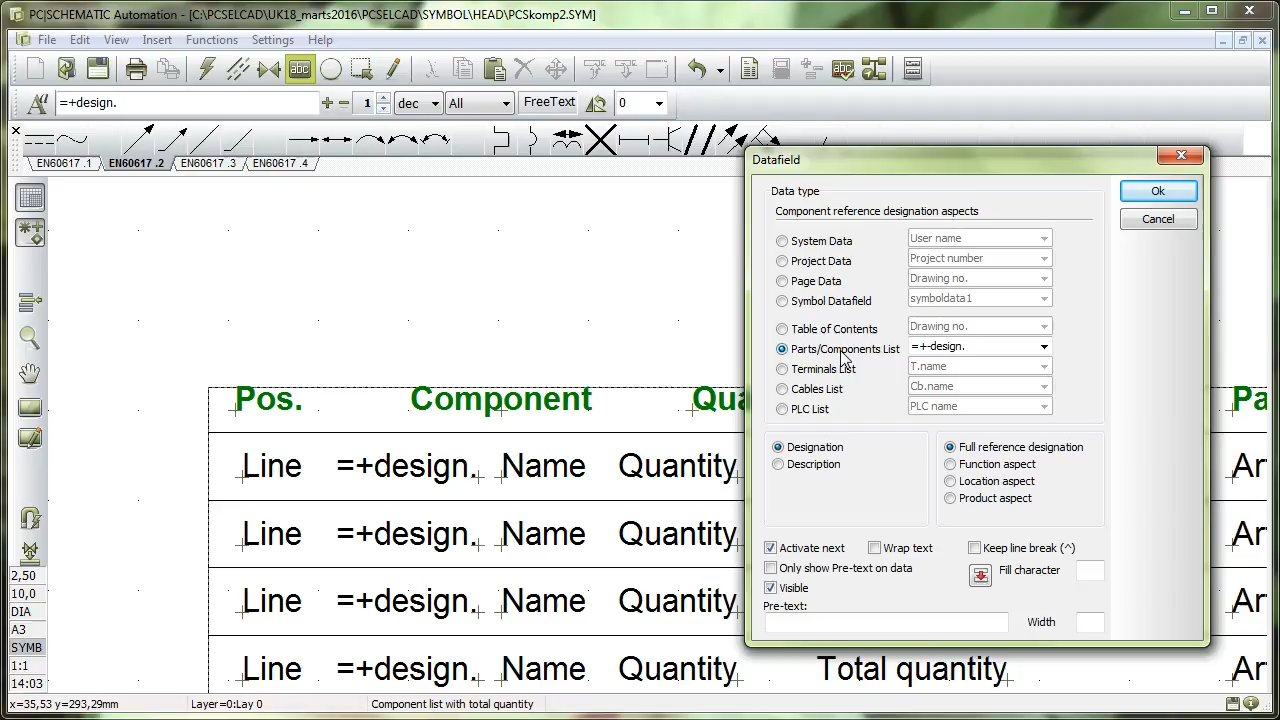 PC|SCHEMATIC Automation - [C:\PCSELCAD\UK18_marts2016\PCSELCAD\SYMBOL\HEAD\PCSkomp2.SYM]
File Edit View Insert Functions Settings Help
=+design. 1 dec All FreeText 0
EN60617 .1 EN60617 .2 EN60617 .3 EN60617 .4
Pos. Component Qua Pa
Line =+design. Name Quantity Ar
Line =+design. Name Quantity Ar
Line =+design. Name Quantity Ar
Line =+design. Name Quantity Total quantity Ar
Datafield
Data type
Component reference designation aspects
System Data User name
Project Data Project number
Page Data Drawing no.
Symbol Datafield symboldata1
Table of Contents Drawing no.
Parts/Components List =+-design.
Terminals List T.name
Cables List Cb.name
PLC List PLC name
Designation
Description
Full reference designation
Function aspect
Location aspect
Product aspect
Activate next Wrap text Keep line break (^)
Only show Pre-text on data Fill character
Visible
Pre-text: Width
Ok
Cancel
2,50
10,0
DIA
A3
SYMB
1:1
14:03
x=35,53 y=293,29mm Layer=0:Lay 0 Component list with total quantity